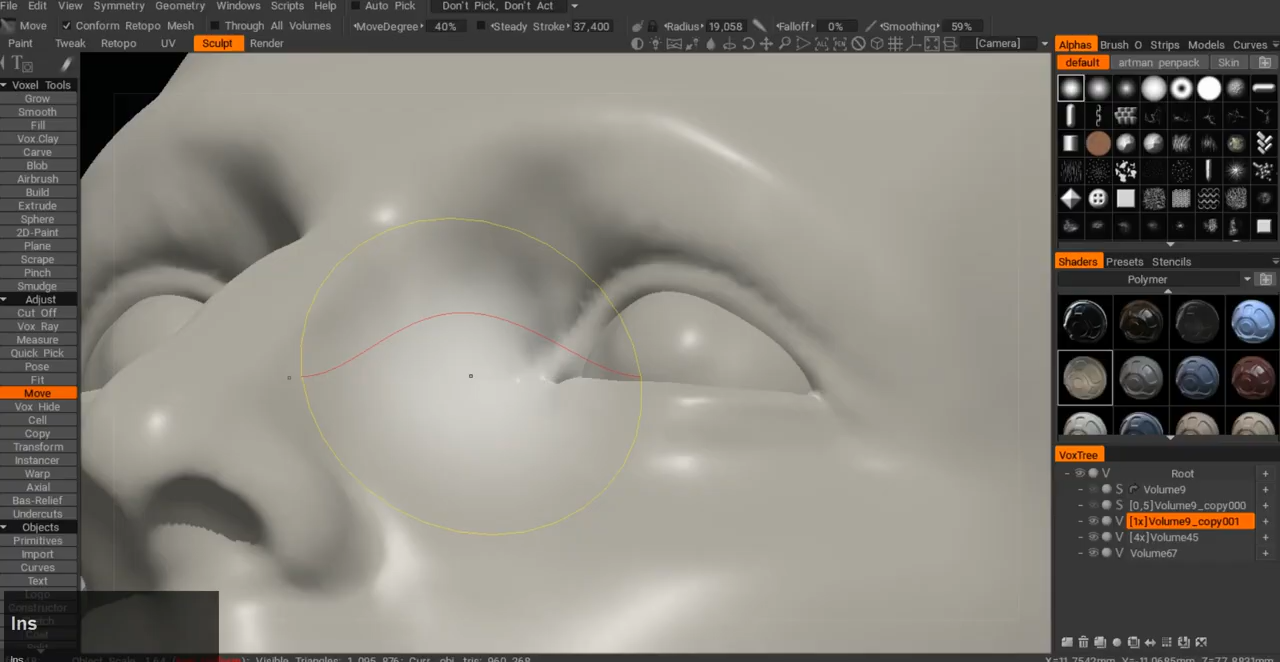 File Edit View Symmetry Geometry Windows Scripts Help Auto Pick Don't Pick, Don't Act
Move Conform Retopo Mesh Through All Volumes MoveDegree 40% Steady Stroke 37,400 Radius 19,058 Falloff 0% Smoothing 59%
Paint Tweak Retopo UV Sculpt Render [Camera]
Voxel Tools
Grow
Smooth
Fill
Vox Clay
Carve
Blob
Airbrush
Build
Extrude
Sphere
2D-Paint
Plane
Scrape
Pinch
Smudge
Adjust
Cut Off
Vox Ray
Measure
Quick Pick
Pose
Fit
Move
Vox Hide
Cell
Copy
Transform
Instancer
Warp
Axial
Bas-Relief
Undercuts
Objects
Primitives
Import
Curves
Text
Ins
Alphas Brush O Strips Models Curves
default artman penpack Skin
Shaders Presets Stencils
Polymer
VoxTree
V Root
S Volume9
S [0,5]Volume9_copy000
V [1x]Volume9_copy001
V [4x]Volume45
V Volume67